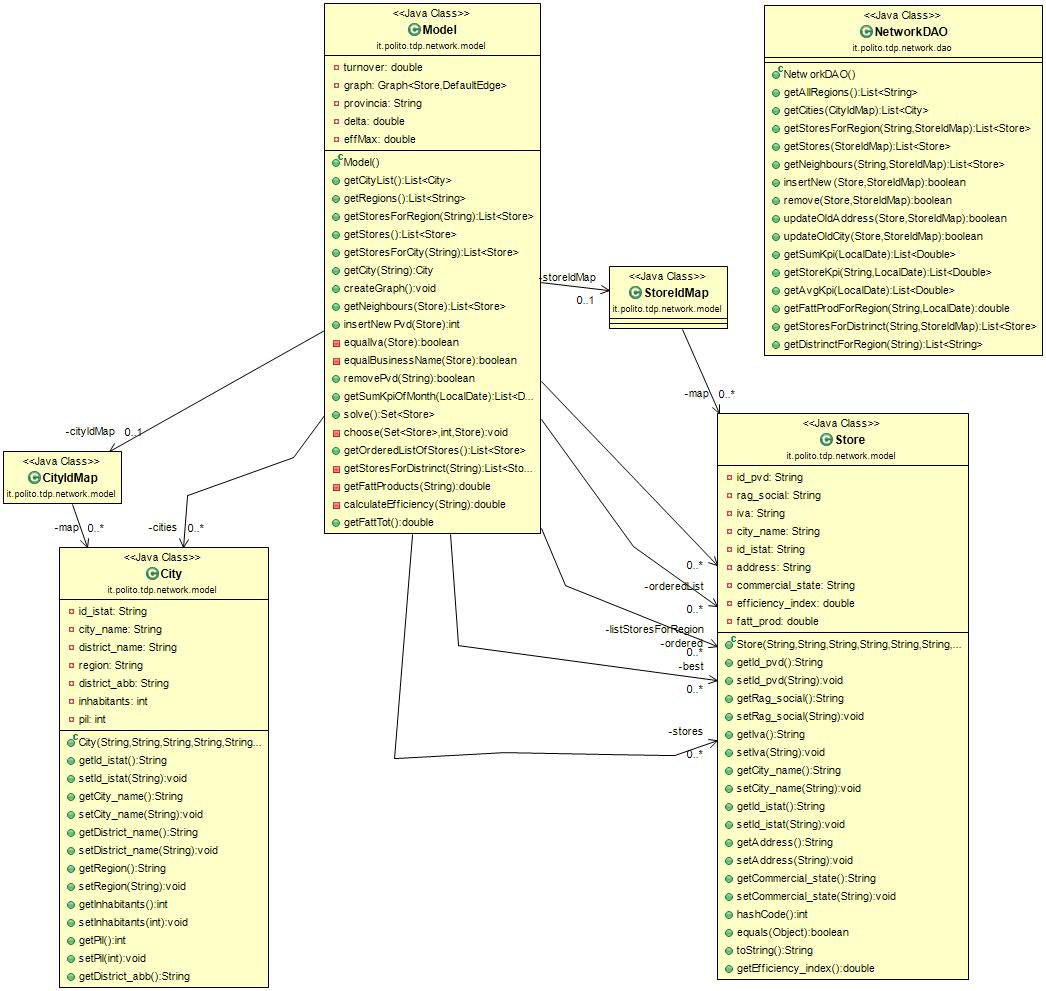 <<Java Class>>
Model
it.polito.tdp.network.model
turnover: double
graph: Graph<Store,DefaultEdge>
provincia: String
delta: double
effMax: double
Model()
getCityList():List<City>
getRegions():List<String>
getStoresForRegion(String):List<Store>
getStores():List<Store>
getStoresForCity(String):List<Store>
getCity(String):City
createGraph():void
getNeighbours(Store):List<Store>
insertNewPvd(Store):int
equalIva(Store):boolean
equalBusinessName(Store):boolean
removePvd(String):boolean
getSumKpiOfMonth(LocalDate):List<D...
solve():Set<Store>
choose(Set<Store>,int,Store):void
getOrderedListOfStores():List<Store>
getStoresForDistinct(String):List<Sto...
getFattProducts(String):double
calculateEfficiency(String):double
getFattTot():double
<<Java Class>>
NetworkDAO
it.polito.tdp.network.dao
NetworkDAO()
getAllRegions():List<String>
getCities(CityIdMap):List<City>
getStoresForRegion(String,StoreIdMap):List<Store>
getStores(StoreIdMap):List<Store>
getNeighbours(String,StoreIdMap):List<Store>
insertNew(Store,StoreIdMap):boolean
remove(Store,StoreIdMap):boolean
updateOldAddress(Store,StoreIdMap):boolean
updateOldCity(Store,StoreIdMap):boolean
getSumKpi(LocalDate):List<Double>
getStoreKpi(String,LocalDate):List<Double>
getAvgKpi(LocalDate):List<Double>
getFattProdForRegion(String,LocalDate):double
getStoresForDistrinct(String,StoreIdMap):List<Store>
getDistrinctForRegion(String):List<String>
-storeIdMap
0..1
<<Java Class>>
StoreIdMap
it.polito.tdp.network.model
-map 0..*
-cityIdMap 0..1
<<Java Class>>
CityIdMap
it.polito.tdp.network.model
-map 0..*
-cities 0..*
<<Java Class>>
City
it.polito.tdp.network.model
id_istat: String
city_name: String
district_name: String
region: String
district_abb: String
inhabitants: int
pil: int
City(String,String,String,String,String...
getId_istat():String
setId_istat(String):void
getCity_name():String
setCity_name(String):void
getDistrict_name():String
setDistrict_name(String):void
getRegion():String
setRegion(String):void
getInhabitants():int
setInhabitants(int):void
getPil():int
setPil(int):void
getDistrict_abb():String
0..*
-orderedList
0..*
-listStoresForRegion
-ordered
0..*
-best
0..*
-stores
0..*
<<Java Class>>
Store
it.polito.tdp.network.model
id_pvd: String
rag_social: String
iva: String
city_name: String
id_istat: String
address: String
commercial_state: String
efficiency_index: double
fatt_prod: double
Store(String,String,String,String,String,String,...
getId_pvd():String
setId_pvd(String):void
getRag_social():String
setRag_social(String):void
getIva():String
setIva(String):void
getCity_name():String
setCity_name(String):void
getId_istat():String
setId_istat(String):void
getAddress():String
setAddress(String):void
getCommercial_state():String
setCommercial_state(String):void
hashCode():int
equals(Object):boolean
toString():String
getEfficiency_index():double